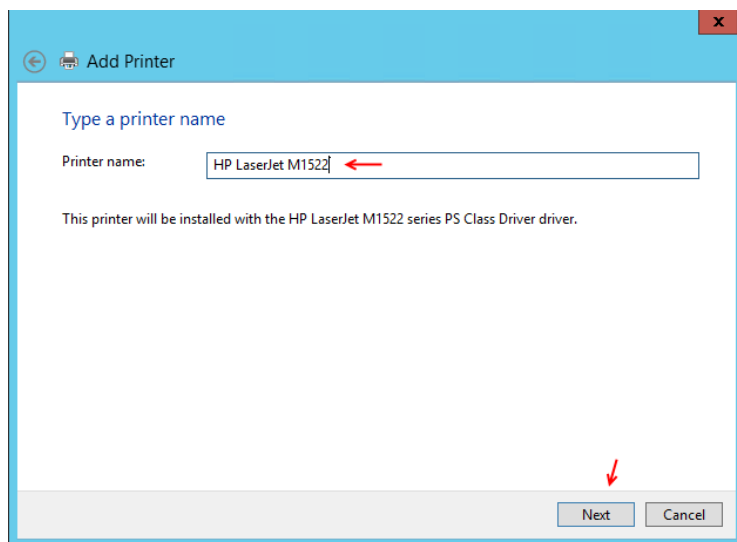 x
Add Printer
Type a printer name
Printer name: HP LaserJet M1522
This printer will be installed with the HP LaserJet M1522 series PS Class Driver driver.
Next Cancel